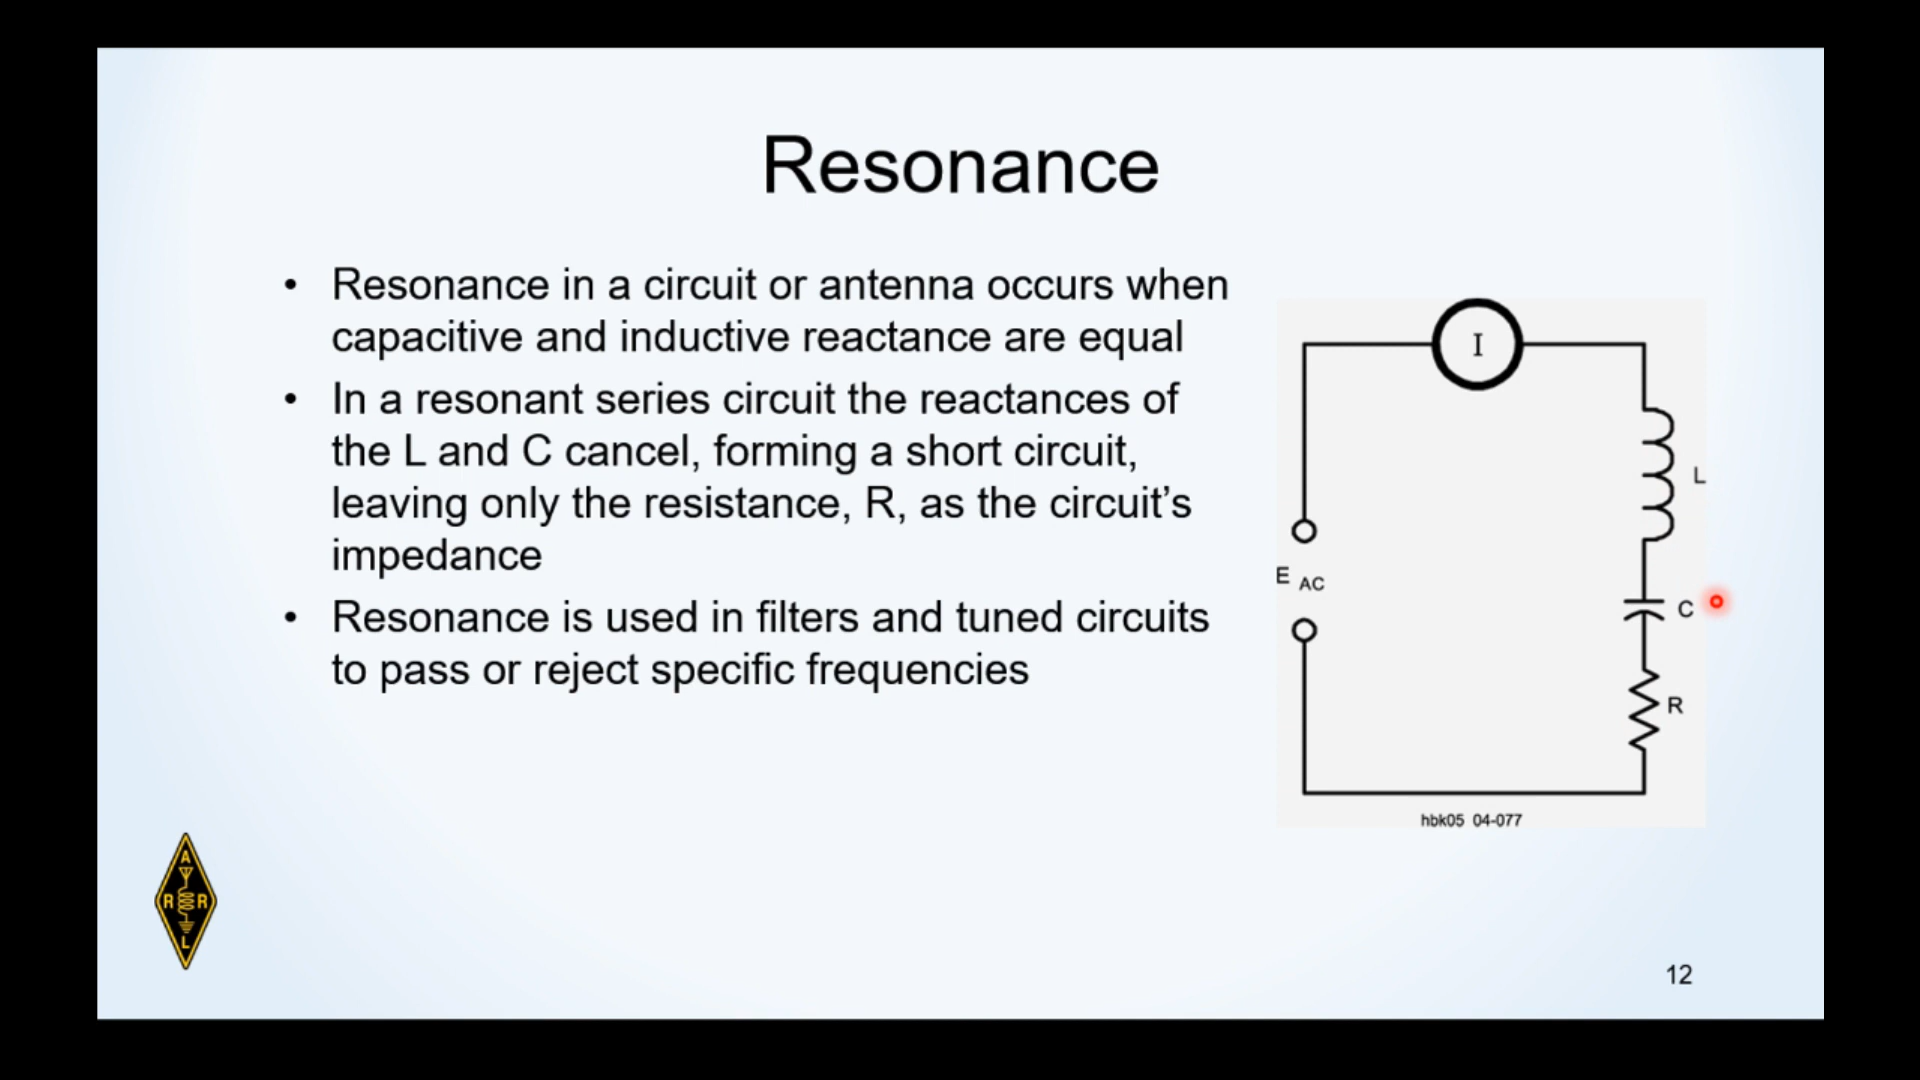 Resonance
• Resonance in a circuit or antenna occurs when
capacitive and inductive reactance are equal
• In a resonant series circuit the reactances of
the L and C cancel, forming a short circuit,
leaving only the resistance, R, as the circuit’s
impedance
• Resonance is used in filters and tuned circuits
to pass or reject specific frequencies
I
L
E AC
C
R
hbk05 04-077
A
R R
L
12